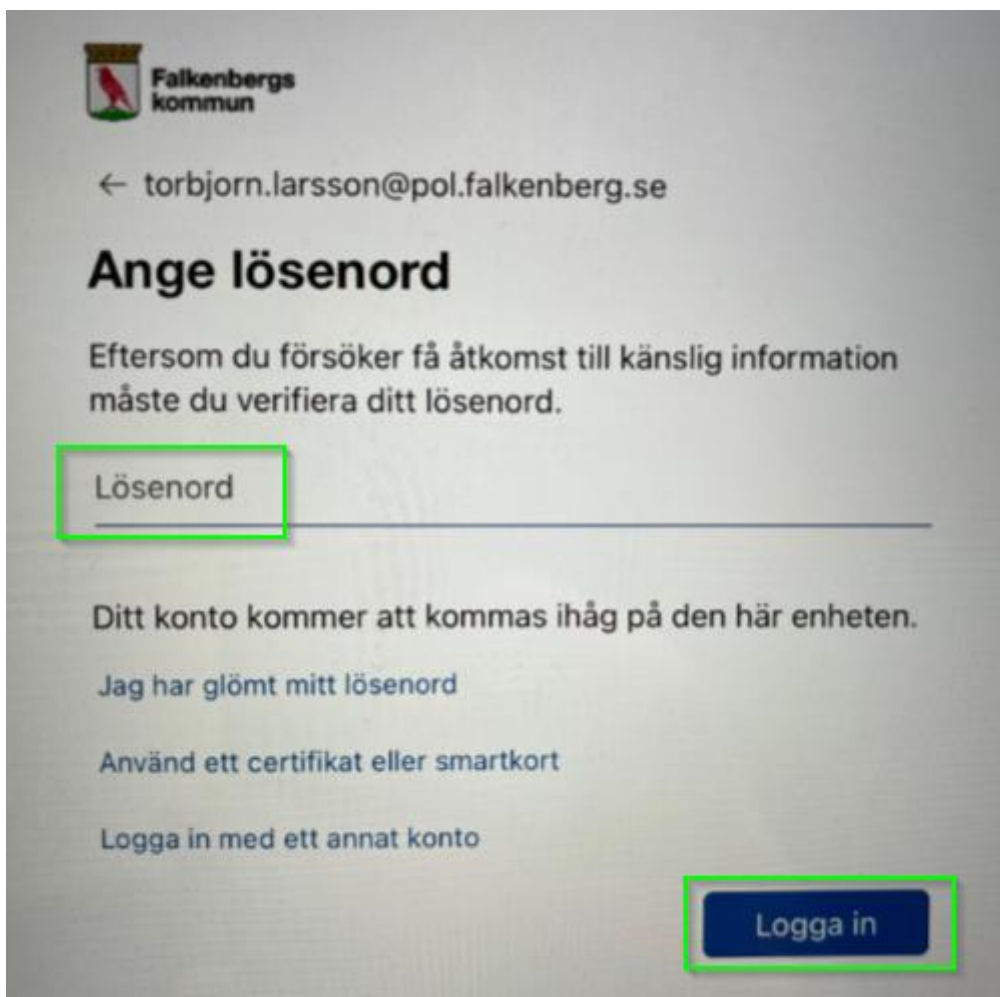 Falkenbergs
kommun
← torbjorn.larsson@pol.falkenberg.se
Ange lösenord
Eftersom du försöker få åtkomst till känslig information
måste du verifiera ditt lösenord.
Lösenord
Ditt konto kommer att kommas ihåg på den här enheten.
Jag har glömt mitt lösenord
Använd ett certifikat eller smartkort
Logga in med ett annat konto
Logga in